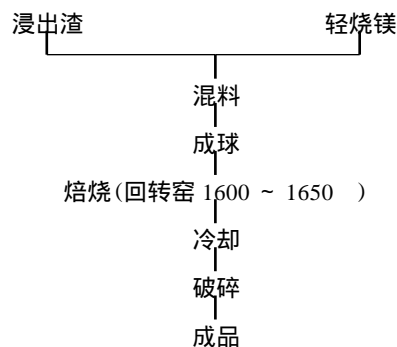 浸出渣 轻烧镁
混料
成球
焙烧(回转窑 1600 ~ 1650 )
冷却
破碎
成品